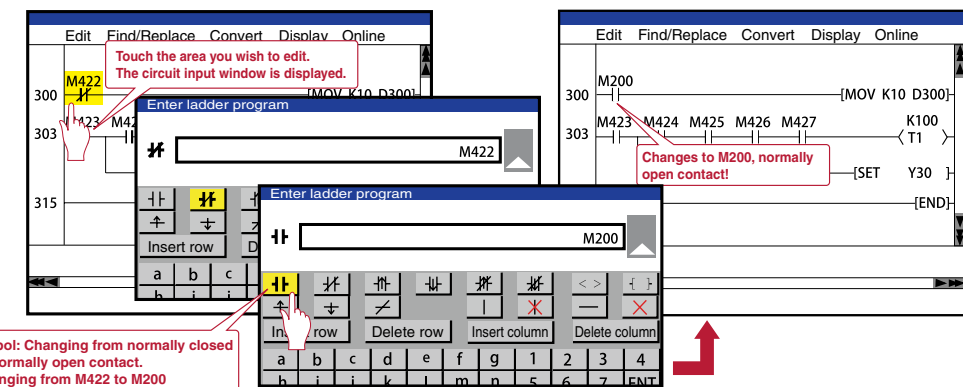 Edit Find/Replace Convert Display Online
Touch the area you wish to edit.
The circuit input window is displayed.
M422
300
[MOV K10 D300]
303
M423
315
Enter ladder program
M422
Insert row
a b c
h i j
Enter ladder program
M200
Insert row Delete row Insert column Delete column
a b c d e f g 1 2 3 4
h i j k l m n 5 6 7 ENT
Changing from normally closed
normally open contact.
from M422 to M200
Edit Find/Replace Convert Display Online
M200
300 [MOV K10 D300]
M423 M424 M425 M426 M427 K100
303 T1
Changes to M200, normally
open contact!
[SET Y30 ]
[END]